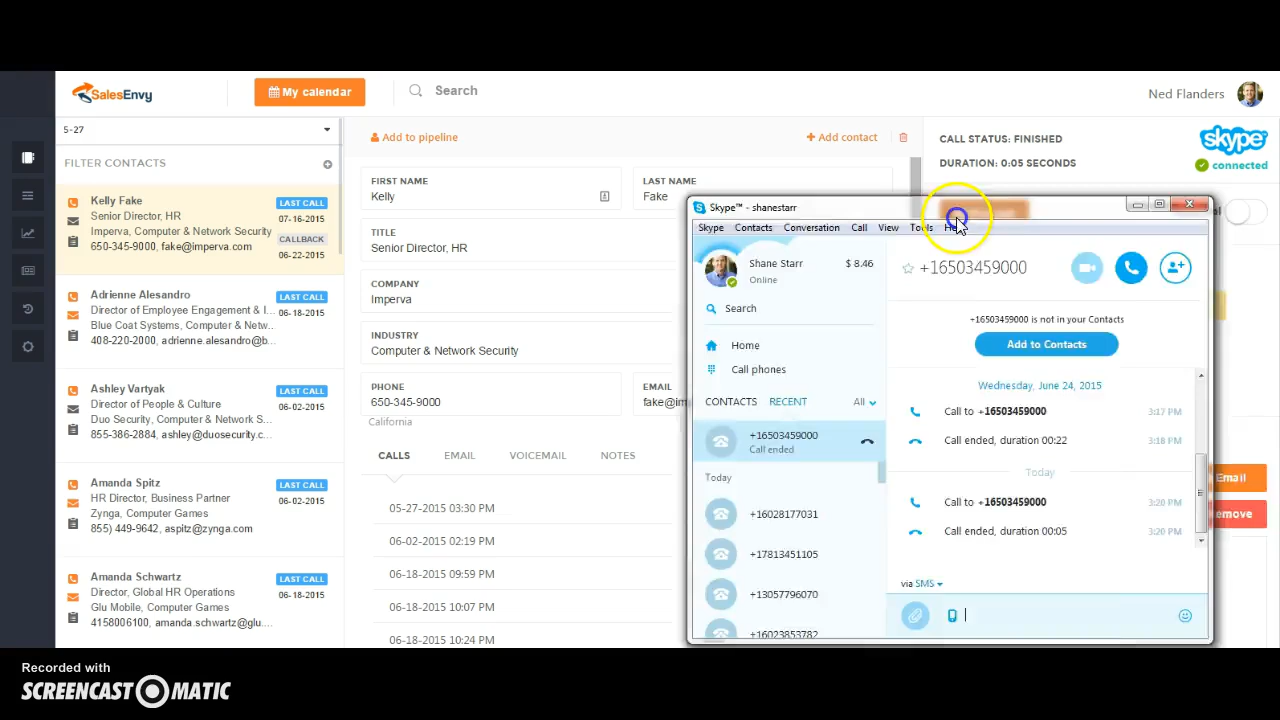 SalesEnvy
My calendar
Search
Ned Flanders
5-27
FILTER CONTACTS
Kelly Fake
LAST CALL
Senior Director, HR
07-16-2015
Imperva, Computer & Network Security
CALLBACK
650-345-9000, fake@imperva.com
06-22-2015
Adrienne Alesandro
LAST CALL
Director of Employee Engagement & I...
06-18-2015
Blue Coat Systems, Computer & Netw...
408-220-2000, adrienne.alesandro@b...
Ashley Vartyak
LAST CALL
Director of People & Culture
06-02-2015
Duo Security, Computer & Network S...
855-386-2884, ashley@duosecurity.c...
Amanda Spitz
LAST CALL
HR Director, Business Partner
06-02-2015
Zynga, Computer Games
855) 449-9642, aspitz@zynga.com
Amanda Schwartz
LAST CALL
Director, Global HR Operations
06-18-2015
Glu Mobile, Computer Games
4158006100, amanda.schwartz@glu....
Add to pipeline
Add contact
FIRST NAME
Kelly
LAST NAME
Fake
TITLE
Senior Director, HR
COMPANY
Imperva
INDUSTRY
Computer & Network Security
PHONE
650-345-9000
EMAIL
fake@im
California
CALLS
EMAIL
VOICEMAIL
NOTES
05-27-2015 03:30 PM
06-02-2015 02:19 PM
06-18-2015 09:59 PM
06-18-2015 10:07 PM
06-18-2015 10:24 PM
CALL STATUS: FINISHED
DURATION: 0:05 SECONDS
skype
connected
Email
emove
Skype™ - shanestarr
Skype Contacts Conversation Call View Tools
Shane Starr
$ 8.46
Online
Search
Home
Call phones
CONTACTS RECENT
All
+16503459000
Call ended
Today
+16028177031
+17813451105
+13057796070
+16023853782
+16503459000
+16503459000 is not in your Contacts
Add to Contacts
Wednesday, June 24, 2015
Call to +16503459000
3:17 PM
Call ended, duration 00:22
3:18 PM
Today
Call to +16503459000
3:20 PM
Call ended, duration 00:05
3:20 PM
via SMS
Recorded with
SCREENCAST MATIC